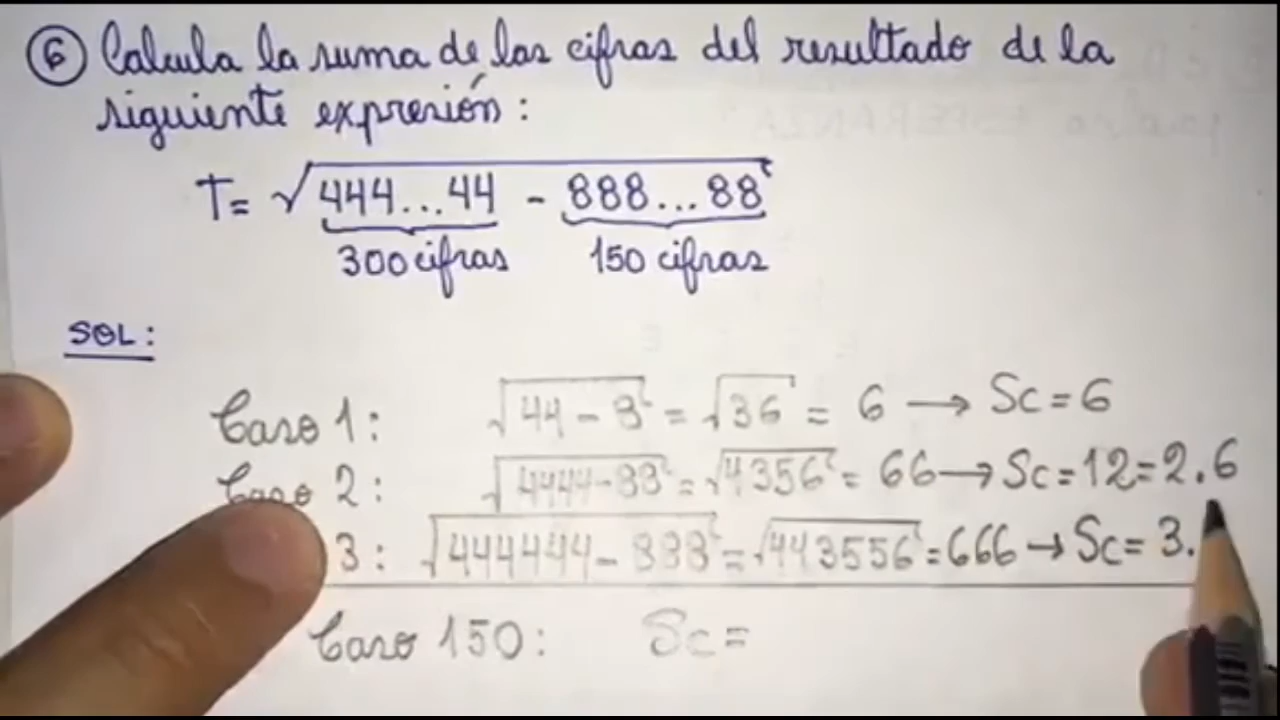 6 Calcula la suma de las cifras del resultado de la
siguiente expresión:
T= √444...44 - 888...88
300 cifras 150 cifras
SOL:
Caso 1: √44-8 = √36 = 6 → Sc=6
Caso 2: √4444-88 = √4356 = 66 → Sc=12=2.6
3: √444444-888 = √443556 = 666 → Sc=3.
Caso 150: Sc=